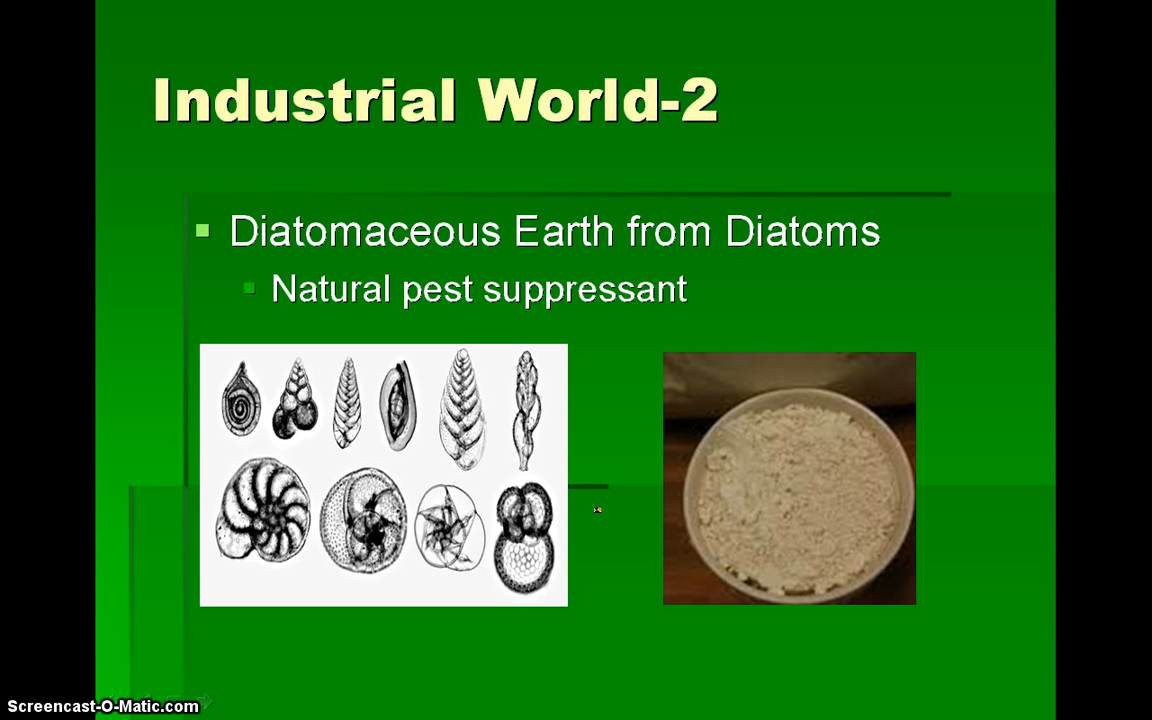 Industrial World-2
Diatomaceous Earth from Diatoms
Natural pest suppressant
Screencast-O-Matic.com